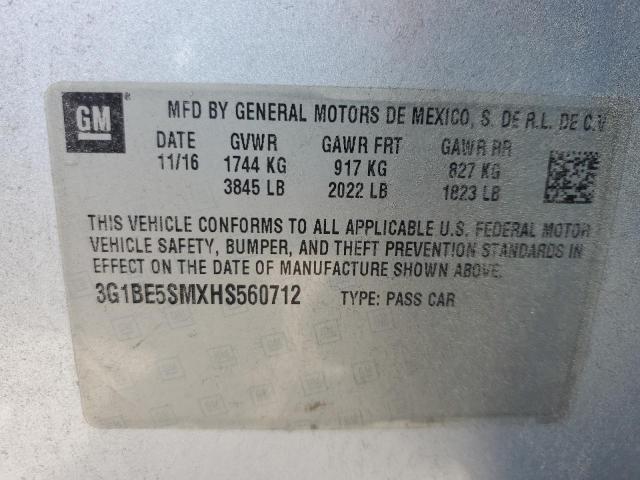 GM®
MFD BY GENERAL MOTORS DE MEXICO, S. DE R.L. DE C.V
DATE GVWR GAWR FRT GAWR RR
11/16 1744 KG 917 KG 827 KG
3845 LB 2022 LB 1823 LB
THIS VEHICLE CONFORMS TO ALL APPLICABLE U.S. FEDERAL MOTOR
VEHICLE SAFETY, BUMPER, AND THEFT PREVENTION STANDARDS IN
EFFECT ON THE DATE OF MANUFACTURE SHOWN ABOVE.
3G1BE5SMXHS560712 TYPE: PASS CAR